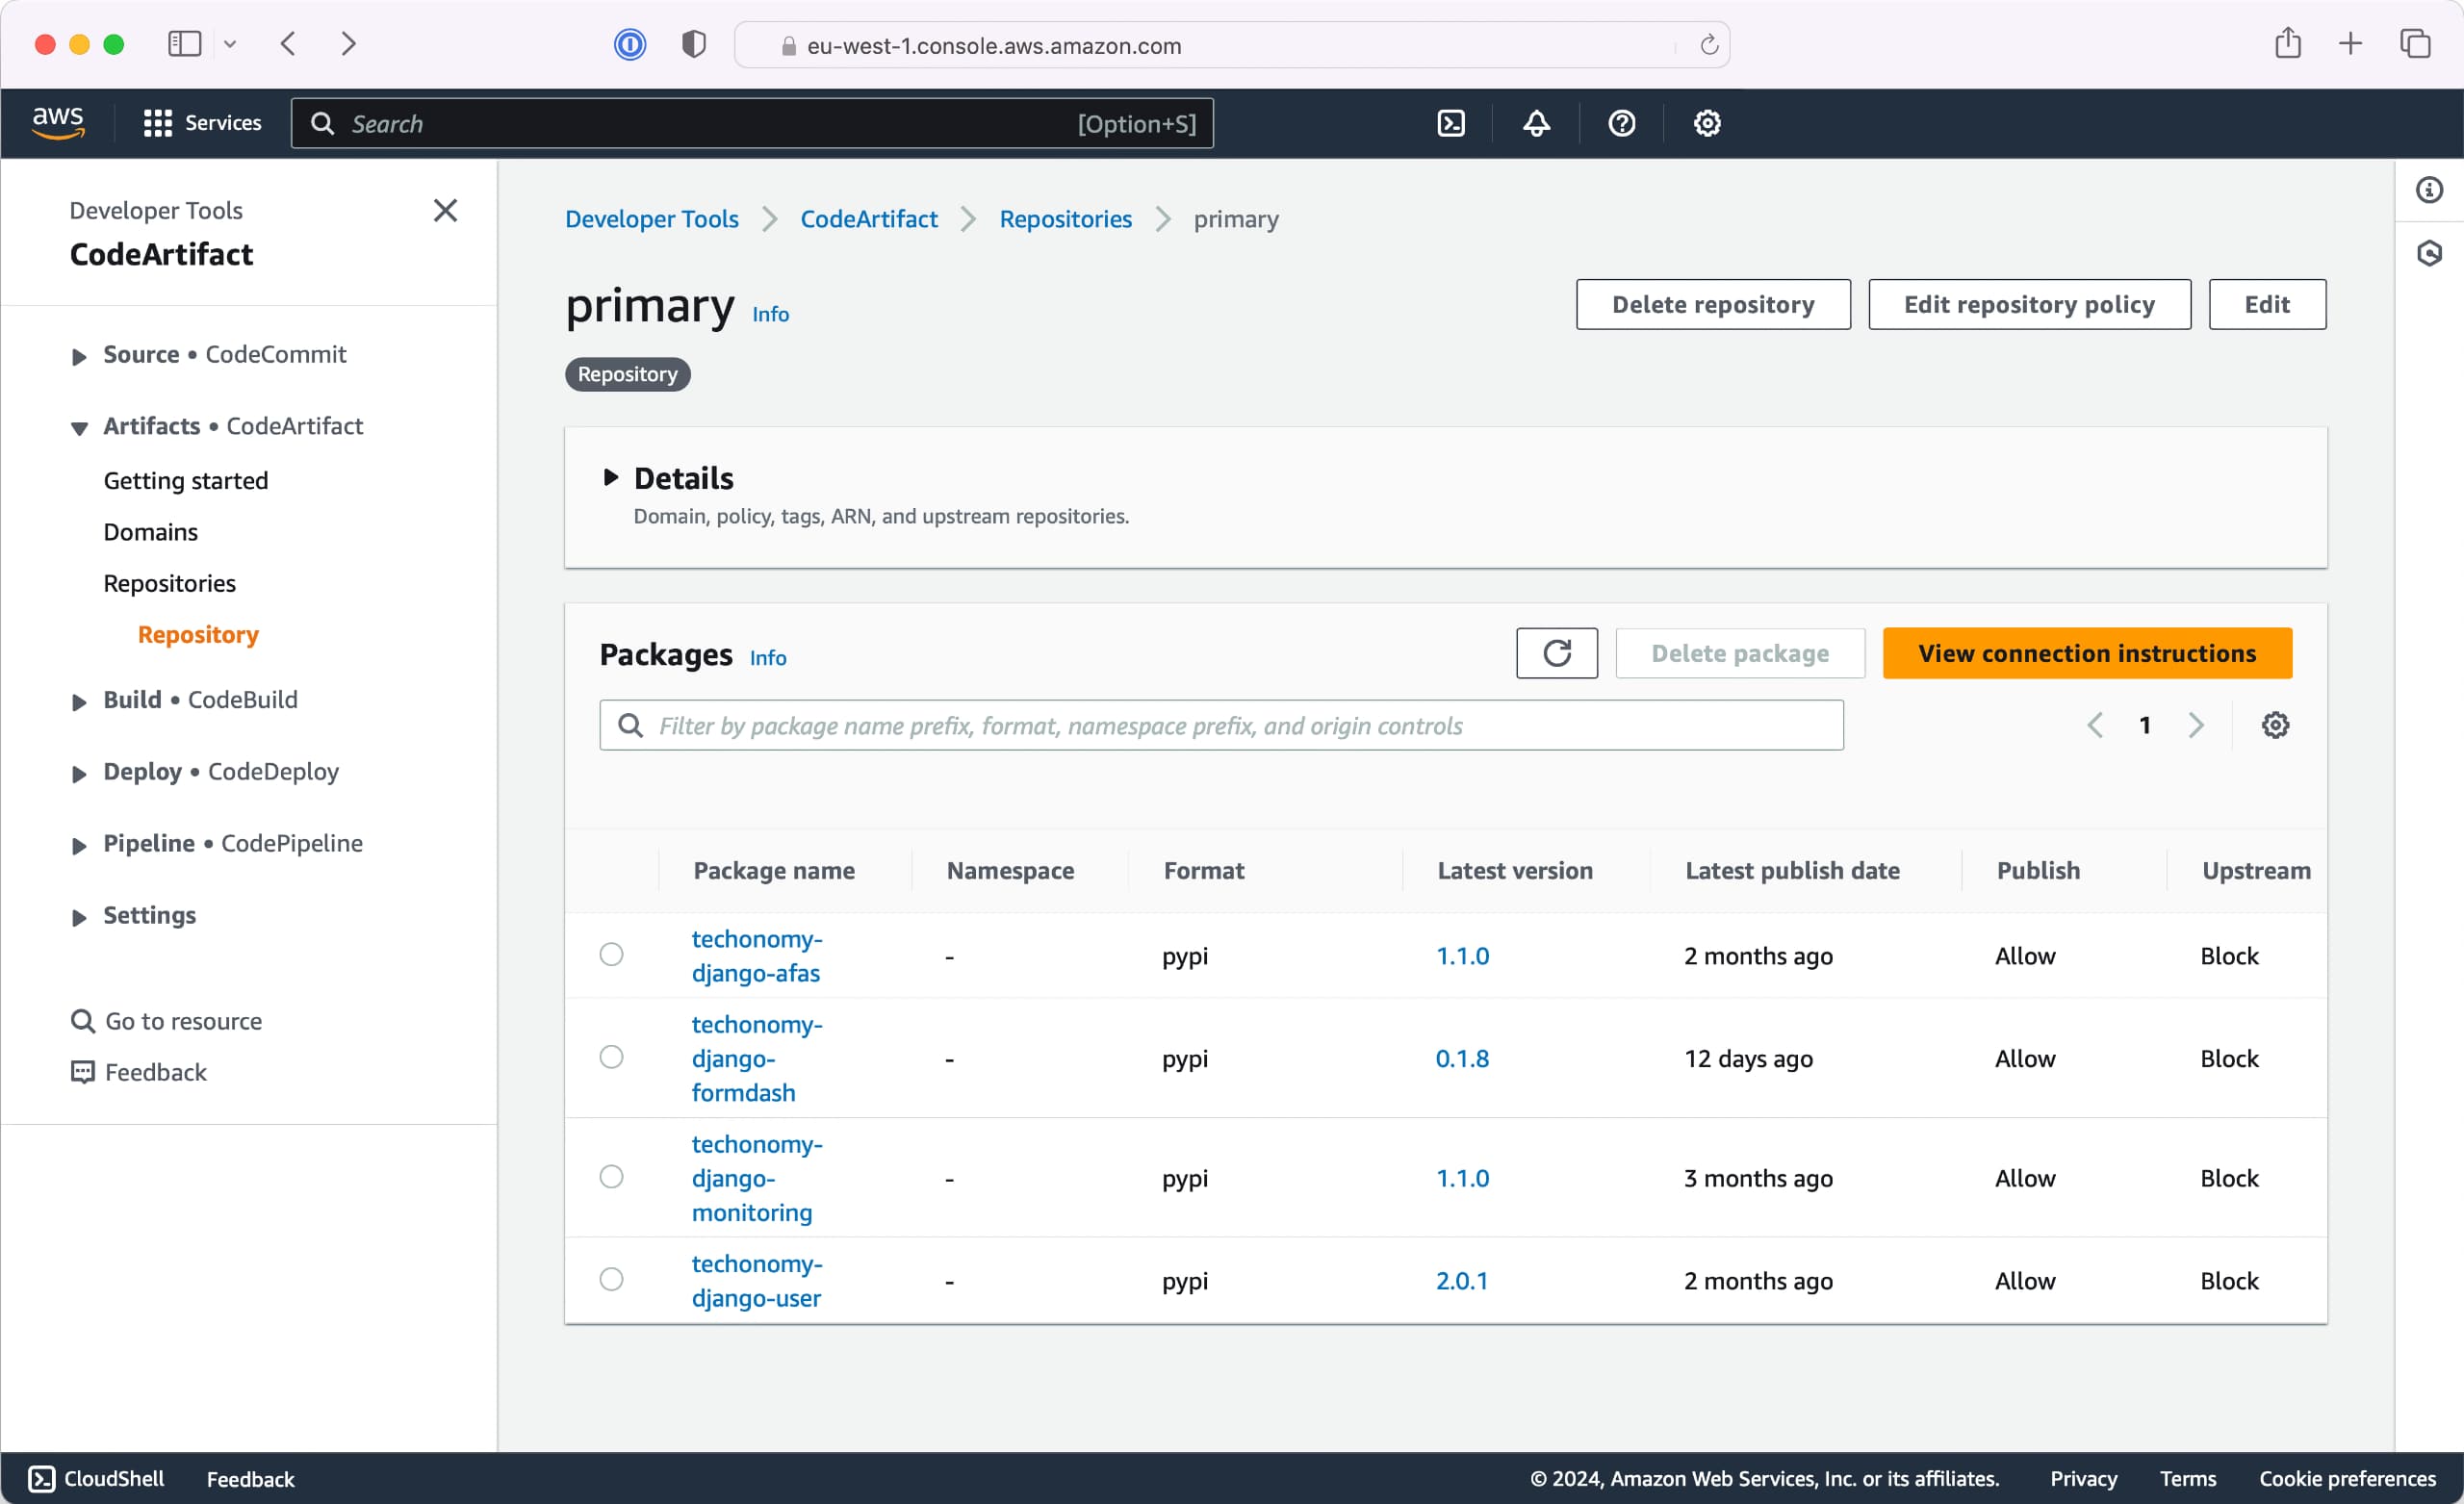 eu-west-1.console.aws.amazon.com
aws
Services
Search
[Option+S]
Developer Tools
CodeArtifact
Source • CodeCommit
Artifacts • CodeArtifact
Getting started
Domains
Repositories
Repository
Build • CodeBuild
Deploy • CodeDeploy
Pipeline • CodePipeline
Settings
Go to resource
Feedback
Developer Tools
CodeArtifact
Repositories
primary
primary
Info
Delete repository
Edit repository policy
Edit
Repository
Details
Domain, policy, tags, ARN, and upstream repositories.
Packages
Info
Delete package
View connection instructions
Filter by package name prefix, format, namespace prefix, and origin controls
1
Package name
Namespace
Format
Latest version
Latest publish date
Publish
Upstream
techonomy-
django-afas
-
pypi
1.1.0
2 months ago
Allow
Block
techonomy-
django-
formdash
-
pypi
0.1.8
12 days ago
Allow
Block
techonomy-
django-
monitoring
-
pypi
1.1.0
3 months ago
Allow
Block
techonomy-
django-user
-
pypi
2.0.1
2 months ago
Allow
Block
CloudShell
Feedback
© 2024, Amazon Web Services, Inc. or its affiliates.
Privacy
Terms
Cookie preferences